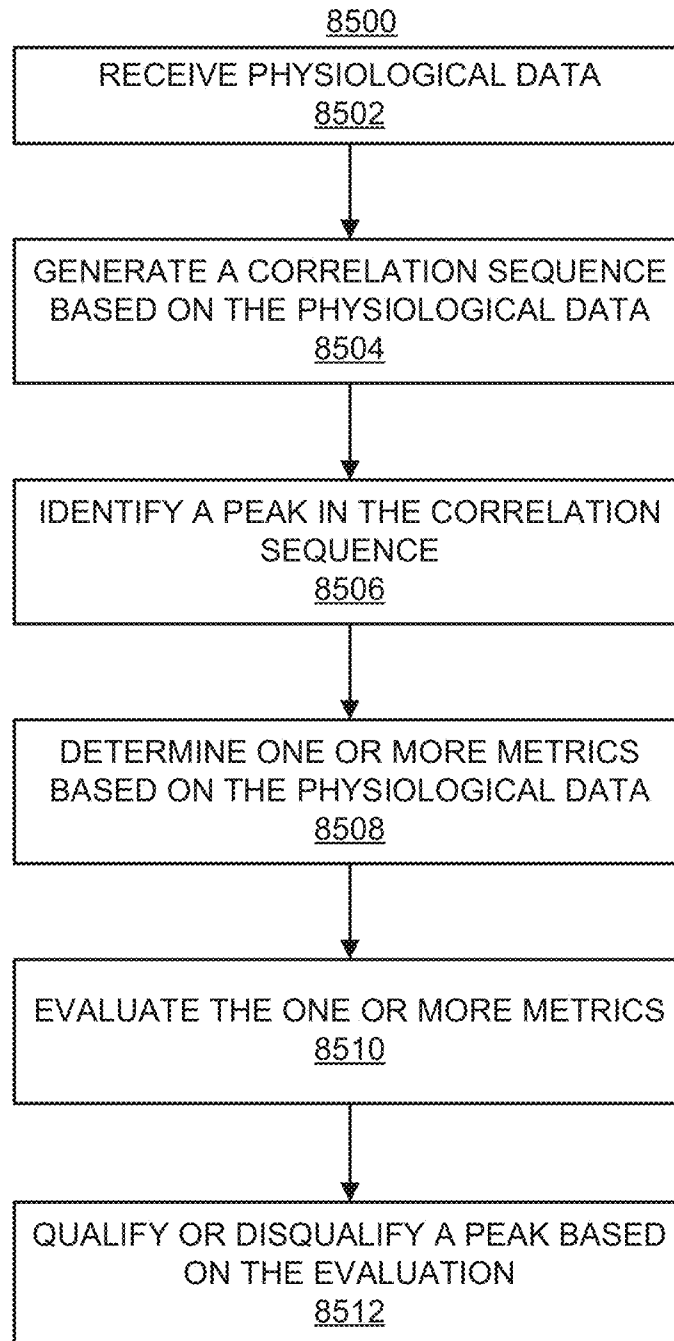 8500
RECEIVE PHYSIOLOGICAL DATA
8502
GENERATE A CORRELATION SEQUENCE
BASED ON THE PHYSIOLOGICAL DATA
8504
IDENTIFY A PEAK IN THE CORRELATION
SEQUENCE
8506
DETERMINE ONE OR MORE METRICS
BASED ON THE PHYSIOLOGICAL DATA
8508
EVALUATE THE ONE OR MORE METRICS
8510
QUALIFY OR DISQUALIFY A PEAK BASED
ON THE EVALUATION
8512